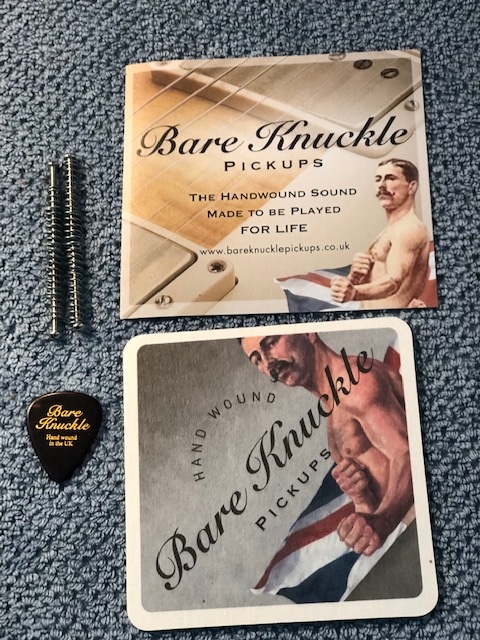 Bare Knuckle
PICKUPS
THE HANDWOUND SOUND
MADE TO BE PLAYED
FOR LIFE
www.bareknucklepickups.co.uk
Bare
Knuckle
Hand wound
in the UK
HAND WOUND
Bare Knuckle
PICKUPS